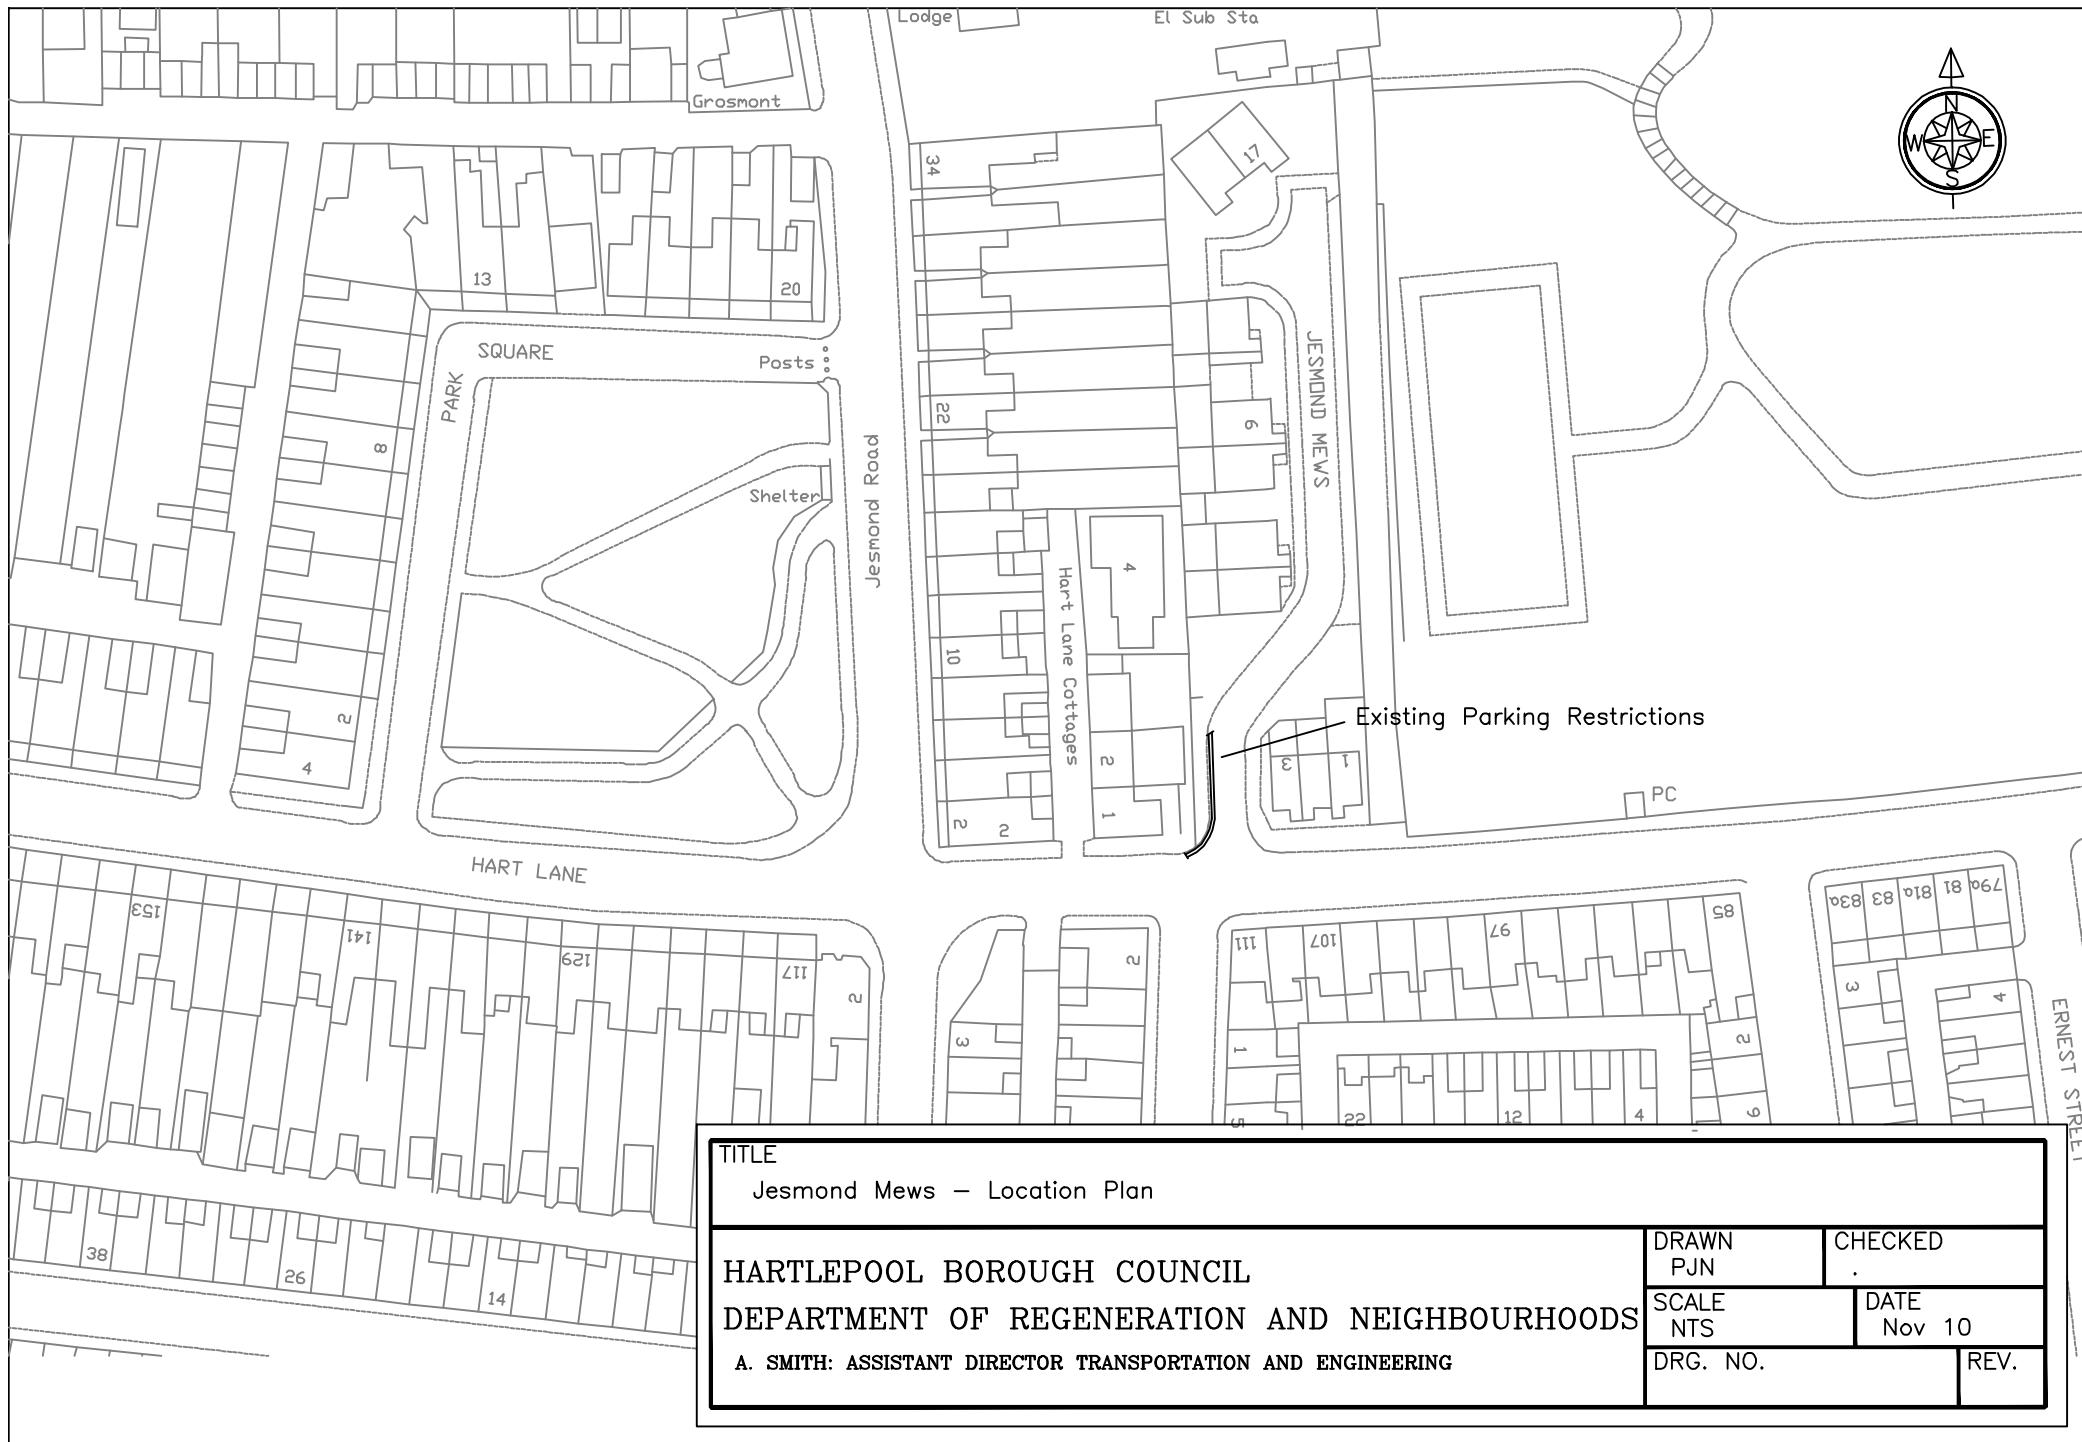 Lodge
El Sub Sta
Grosmont
N
W
E
S
34
17
13
20
SQUARE
Posts
PARK
JESMOND MEWS
22
6
8
Jesmond Road
Shelter
4
Hart Lane Cottages
10
2
Existing Parking Restrictions
4
2
3
1
PC
1
2
2
HART LANE
153
141
129
117
2
3
2
111
107
97
85
83a
83
81a
81
79a
3
4
ERNEST STREET
1
5
22
12
4
2
6
38
26
14
TITLE
Jesmond Mews – Location Plan
HARTLEPOOL BOROUGH COUNCIL
DEPARTMENT OF REGENERATION AND NEIGHBOURHOODS
A. SMITH: ASSISTANT DIRECTOR TRANSPORTATION AND ENGINEERING
DRAWN
PJN
CHECKED
.
SCALE
NTS
DATE
Nov 10
DRG. NO.
REV.